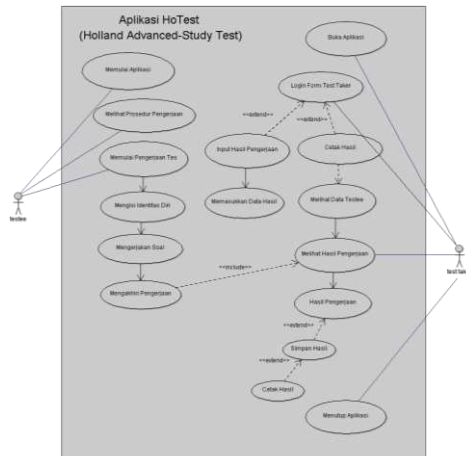 Aplikasi HoTest
(Holland Advanced-Study Test)
Buka Aplikasi
Memulai Aplikasi
Login Form Test Taker
Melihat Prosedur Pengerjaan
<<extend>>
<<extend>>
Input Hasil Pengerjaan
Cetak Hasil
Memulai Pengerjaan Tes
testee
Mengisi Identitas Diri
Memasukkan Data Hasil
Melihat Data Testee
Mengerjakan Soal
Melihat Hasil Pengerjaan
test tak
<<include>>
Mengakhiri Pengerjaan
Hasil Pengerjaan
<<extend>>
Simpan Hasil
<<extend>>
Cetak Hasil
Menutup Aplikasi